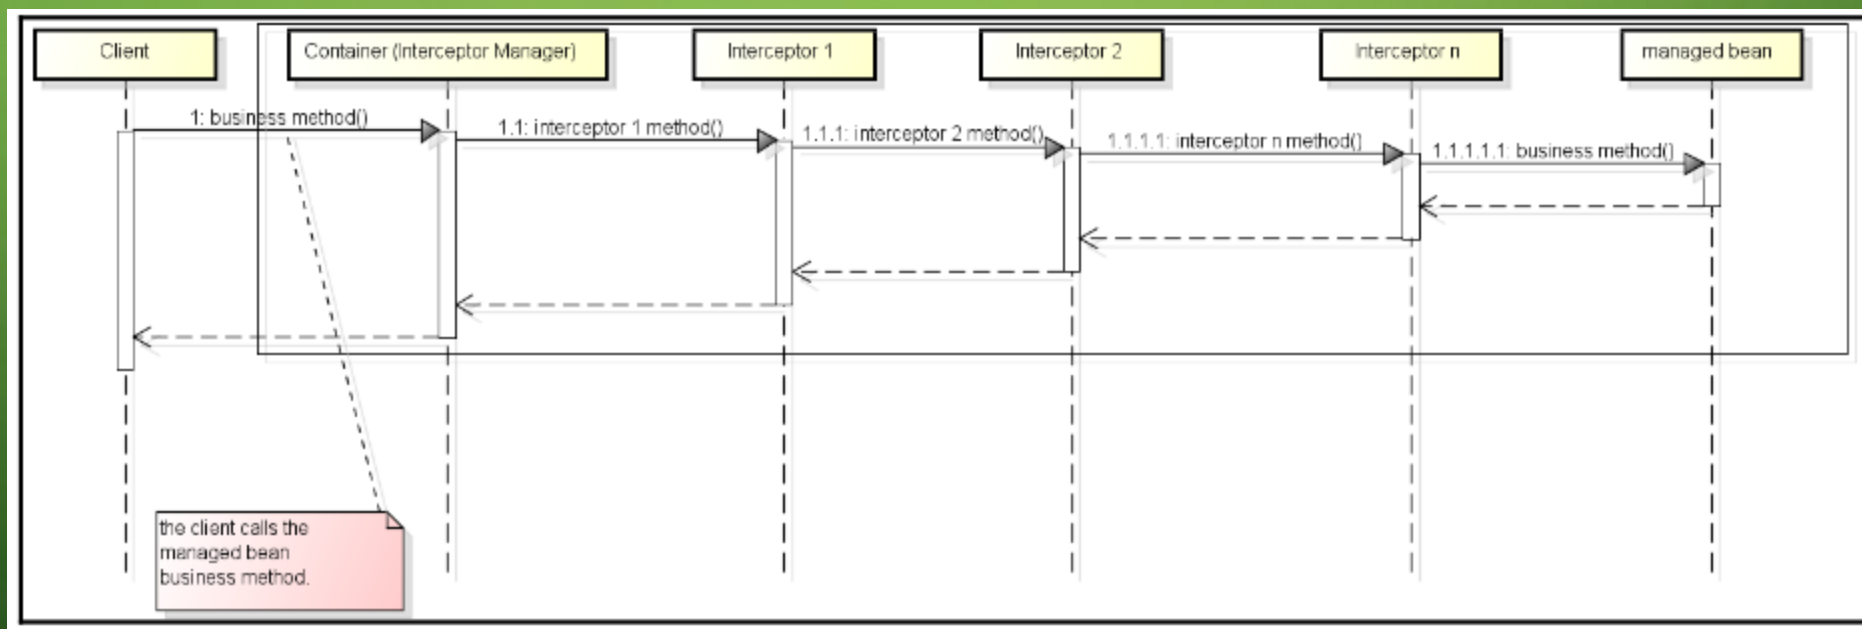 Client
Container (Interceptor Manager)
Interceptor 1
Interceptor 2
Interceptor n
managed bean
1: business method()
1.1: interceptor 1 method()
1.1.1: interceptor 2 method()
1.1.1.1: interceptor n method()
1.1.1.1.1: business method()
the client calls the
managed bean
business method.